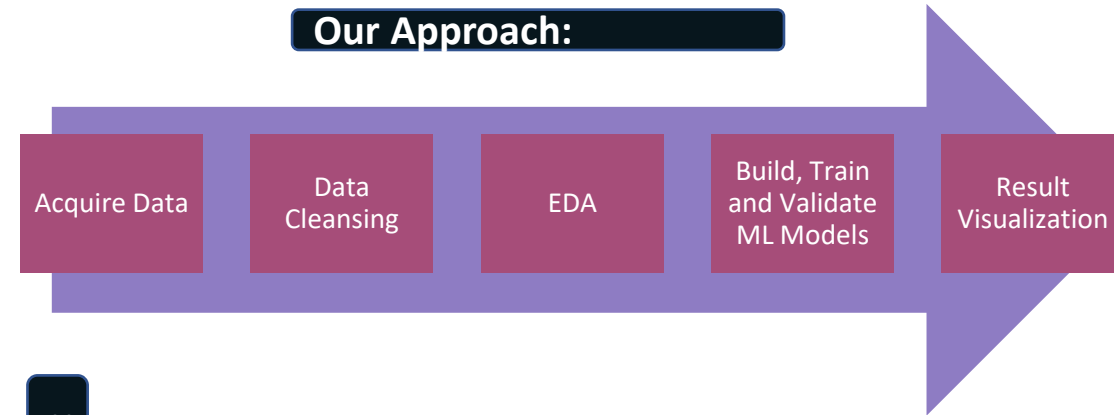 Our Approach:
Acquire Data
Data
Cleansing
EDA
Build, Train
and Validate
ML Models
Result
Visualization